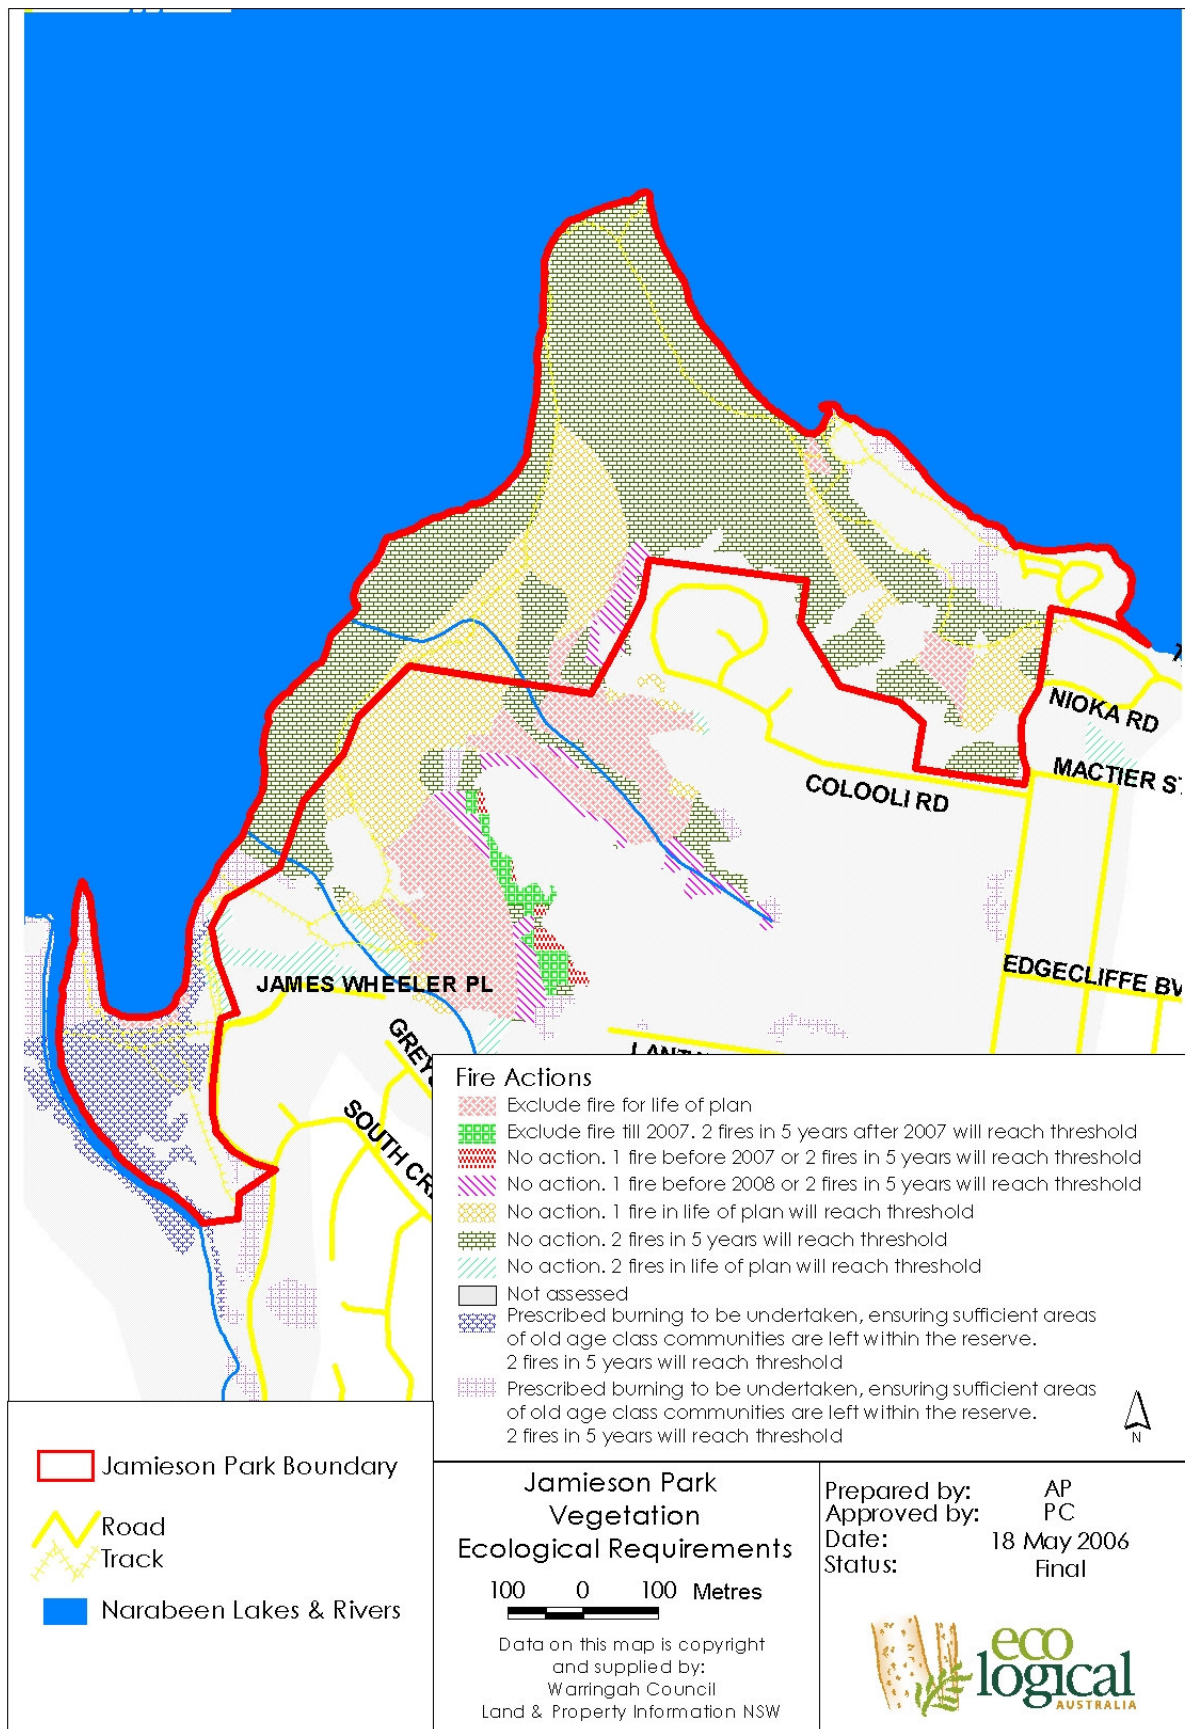 NIOKA RD
MACTIER ST
COLOOLI RD
EDGECLIFFE BV
JAMES WHEELER PL
SOUTH
Fire Actions
Exclude fire for life of plan
Exclude fire till 2007. 2 fires in 5 years after 2007 will reach threshold
No action. 1 fire before 2007 or 2 fires in 5 years will reach threshold
No action. 1 fire before 2008 or 2 fires in 5 years will reach threshold
No action. 1 fire in life of plan will reach threshold
No action. 2 fires in 5 years will reach threshold
No action. 2 fires in life of plan will reach threshold
Not assessed
Prescribed burning to be undertaken, ensuring sufficient areas
of old age class communities are left within the reserve.
2 fires in 5 years will reach threshold
Prescribed burning to be undertaken, ensuring sufficient areas
of old age class communities are left within the reserve.
2 fires in 5 years will reach threshold
N
Jamieson Park Boundary
Road
Track
Narabeen Lakes & Rivers
Jamieson Park
Vegetation
Ecological Requirements
100 0 100 Metres
Data on this map is copyright
and supplied by:
Warringah Council
Land & Property Information NSW
Prepared by: AP
Approved by: PC
Date: 18 May 2006
Status: Final
eco
logical
AUSTRALIA